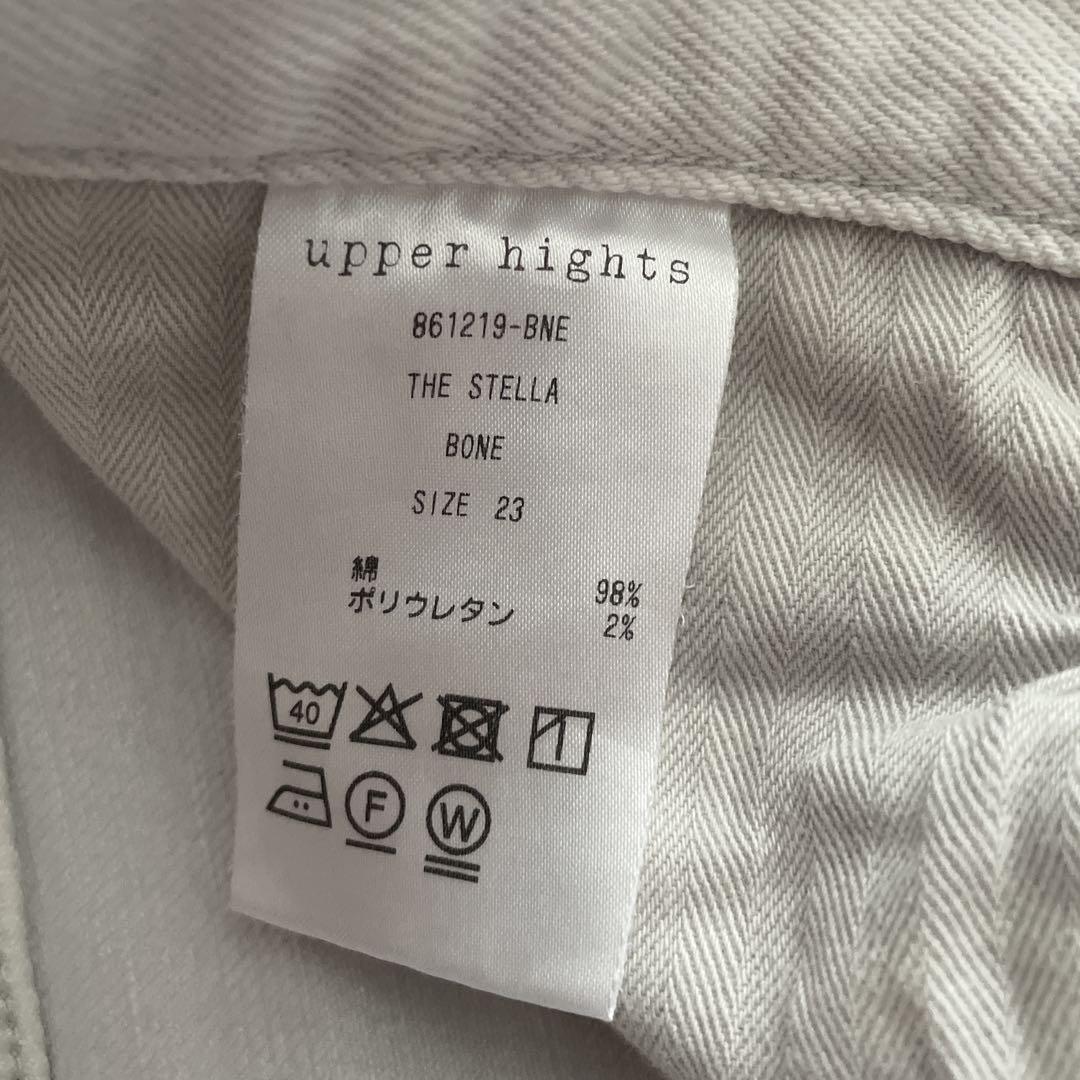 upper hights
861219-BNE
THE STELLA
BONE
SIZE 23
綿 98%
ポリウレタン 2%
40
F W